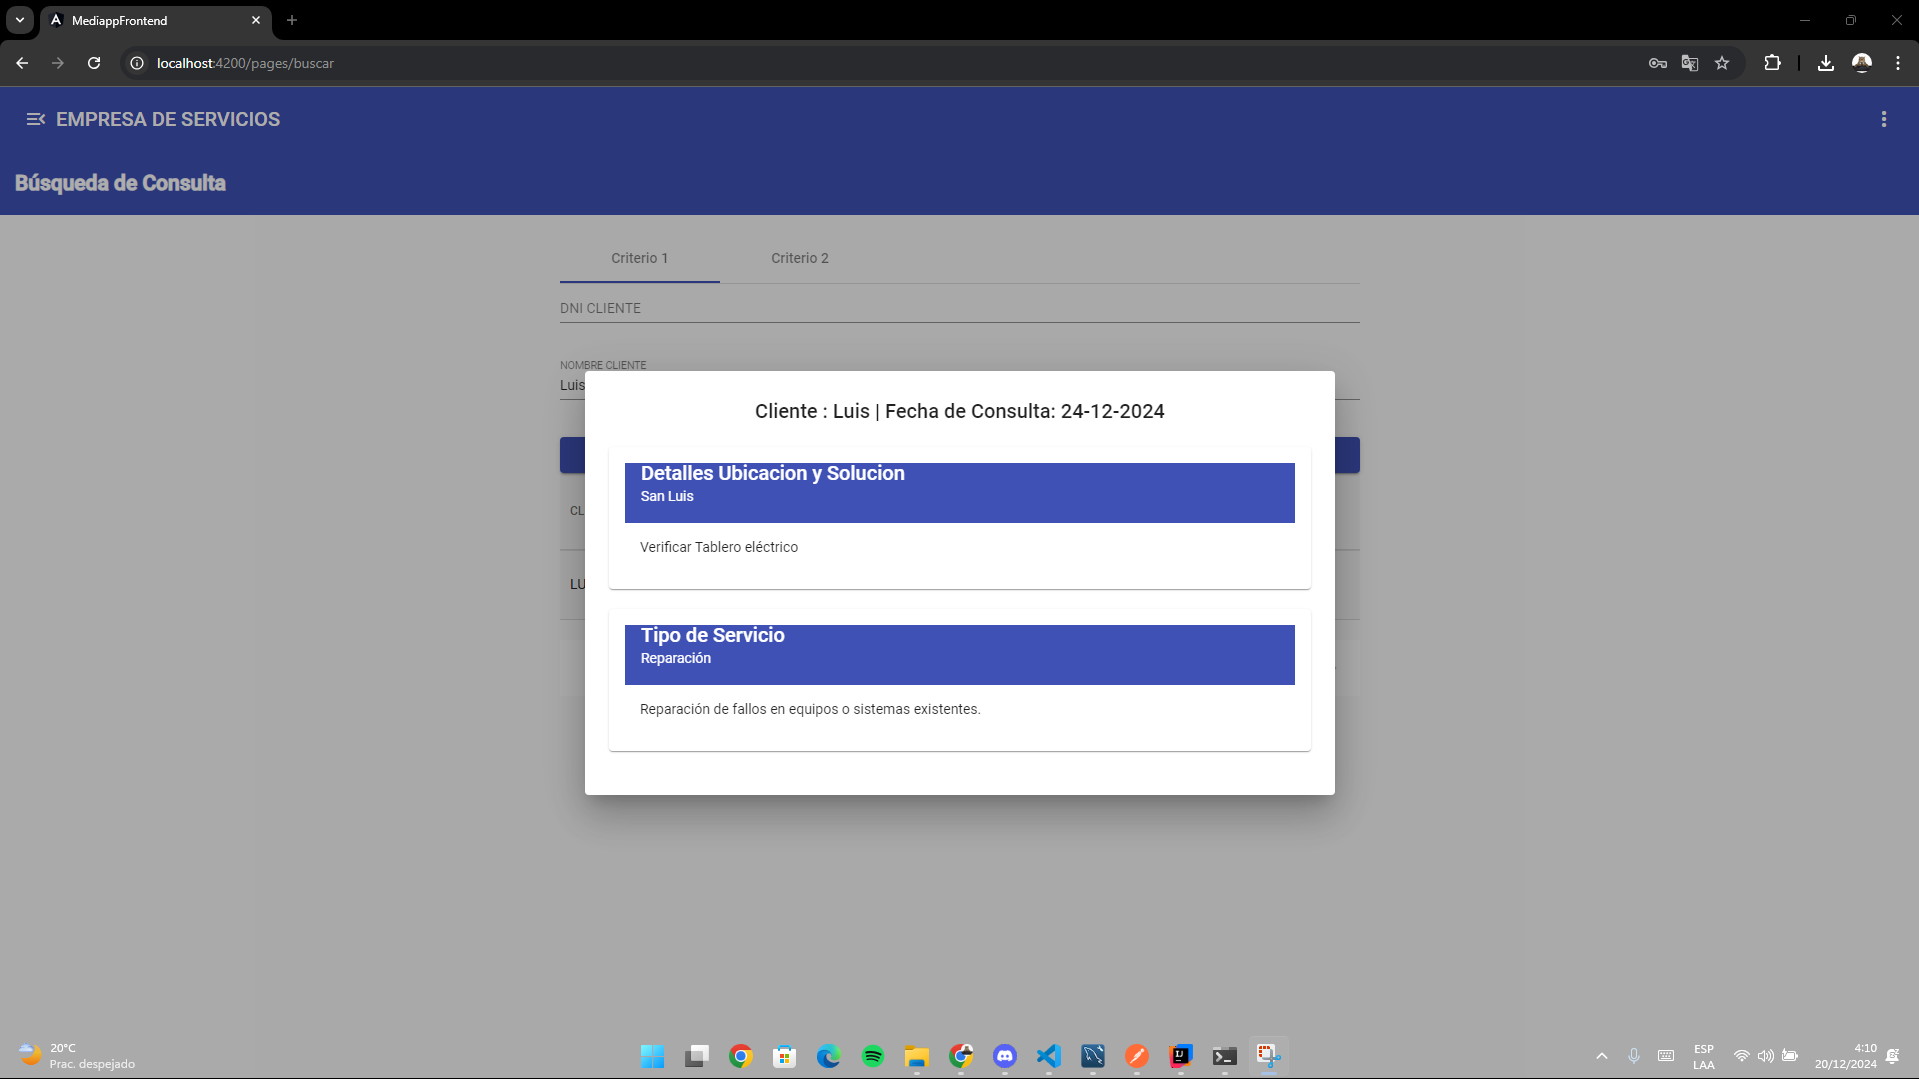 MediappFrontend
localhost:4200/pages/buscar
EMPRESA DE SERVICIOS
Búsqueda de Consulta
Criterio 1
Criterio 2
DNI CLIENTE
NOMBRE CLIENTE
Luis
Cliente : Luis | Fecha de Consulta: 24-12-2024
Detalles Ubicacion y Solucion
San Luis
CL
Verificar Tablero eléctrico
LU
Tipo de Servicio
Reparación
Reparación de fallos en equipos o sistemas existentes.
20°C
Prac. despejado
ESP
LAA
4:10
20/12/2024